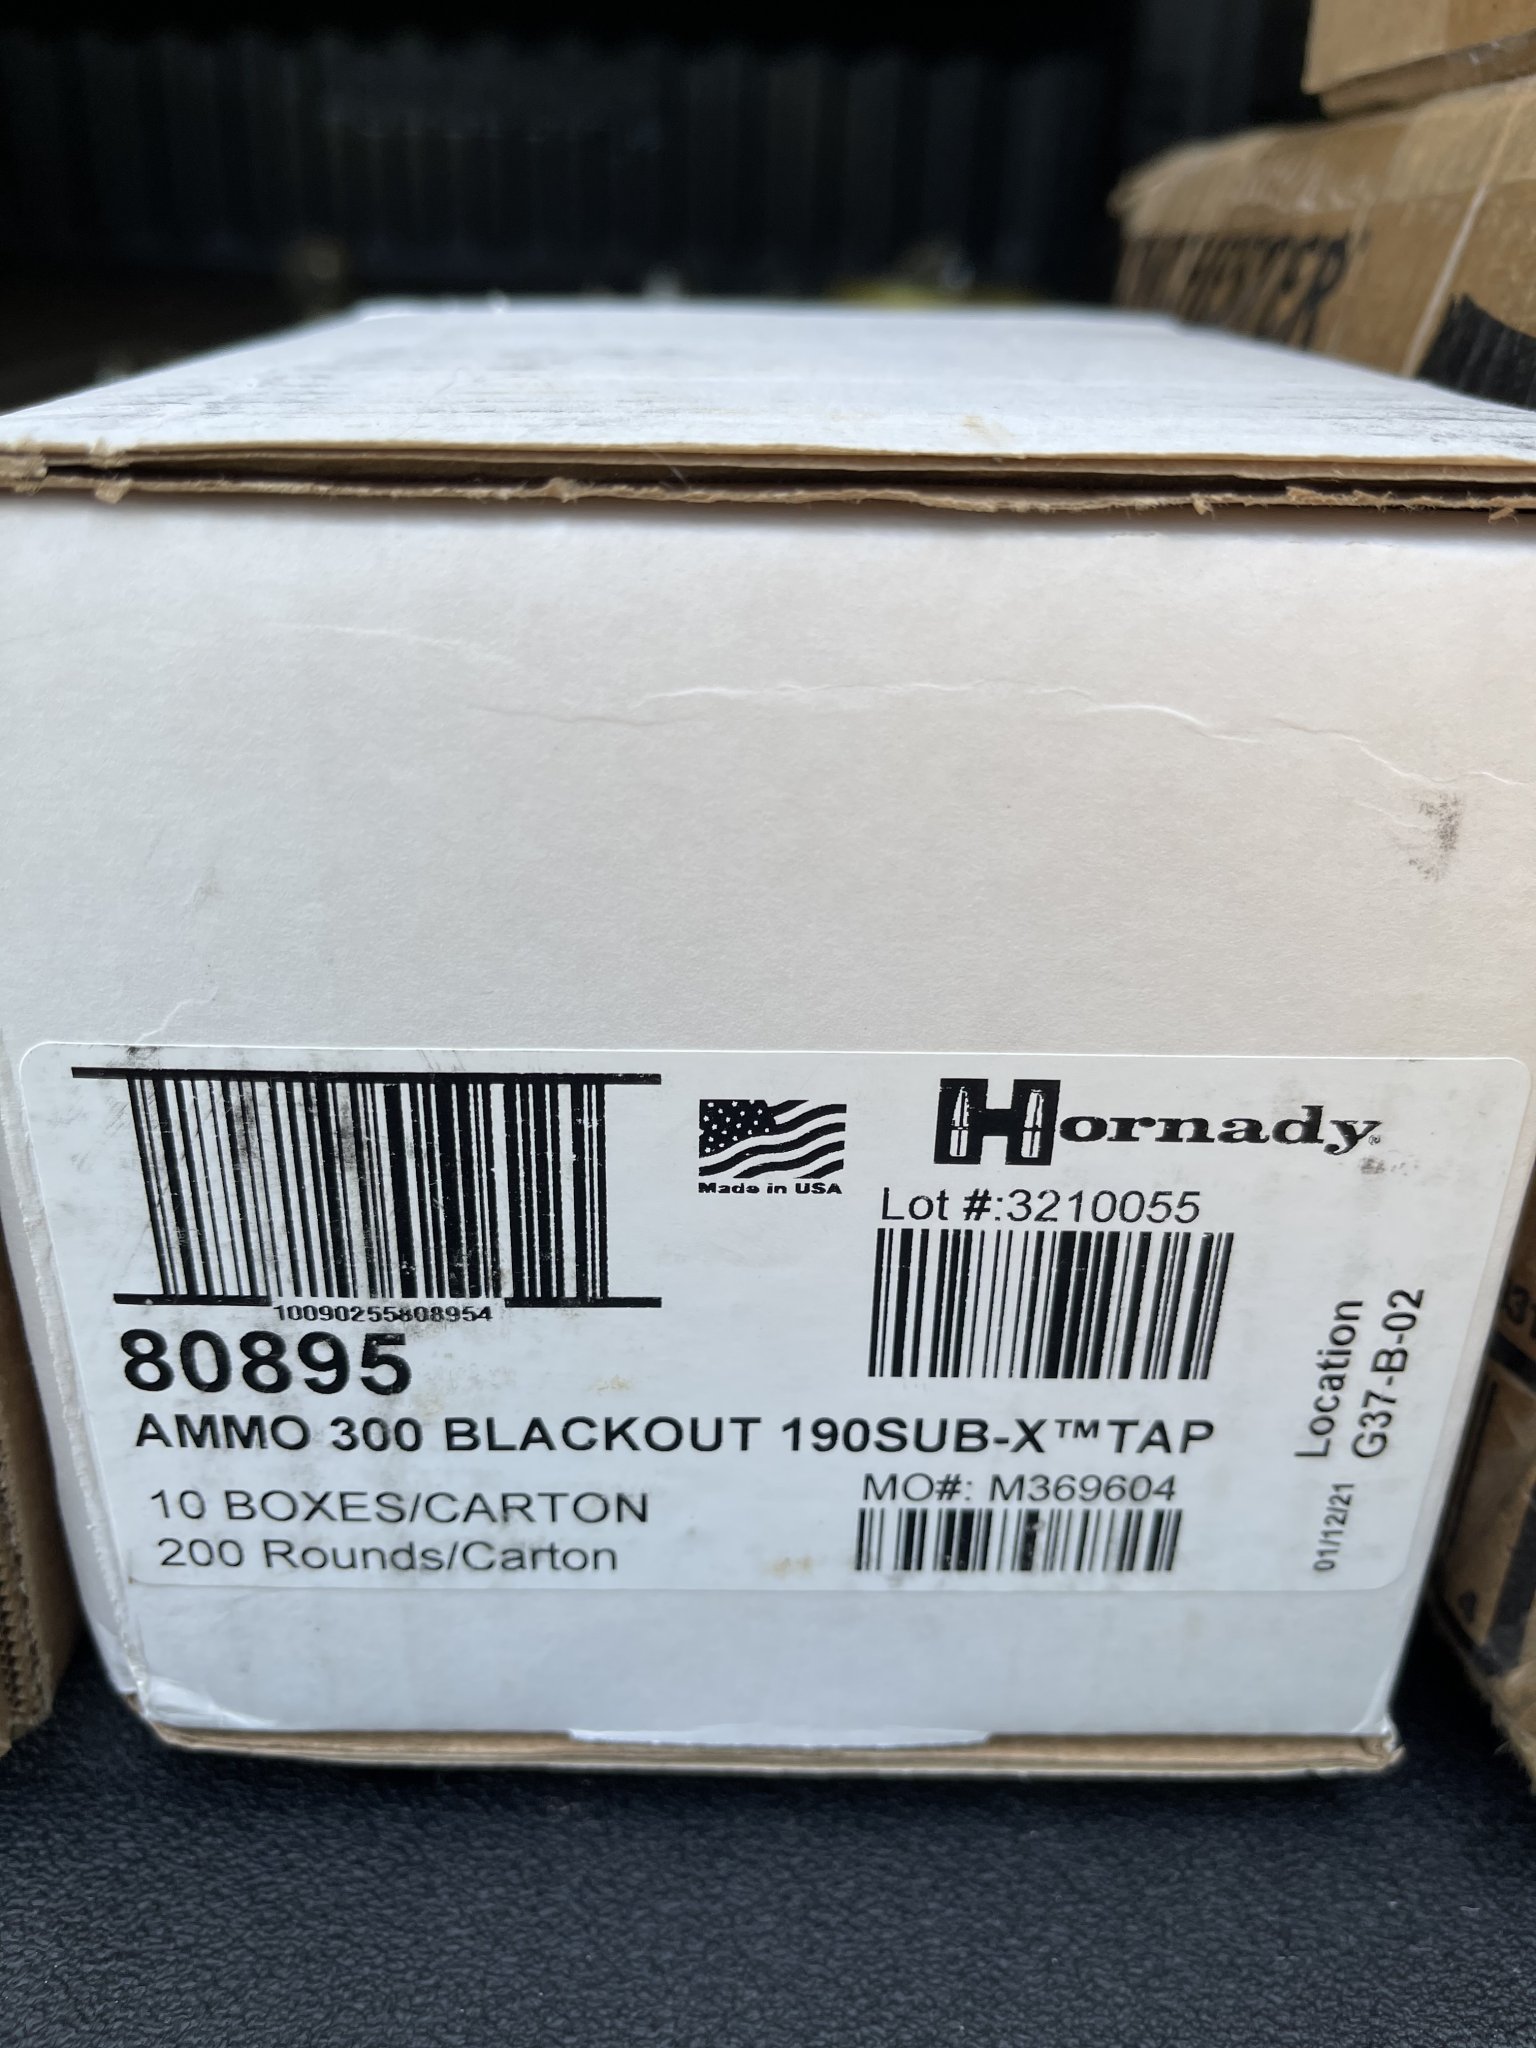 Made in USA
Hornady®
Lot #:3210055
10090255808954
80895
AMMO 300 BLACKOUT 190SUB-X™TAP
10 BOXES/CARTON
200 Rounds/Carton
MO#: M369604
Location
G37-B-02
01/12/21